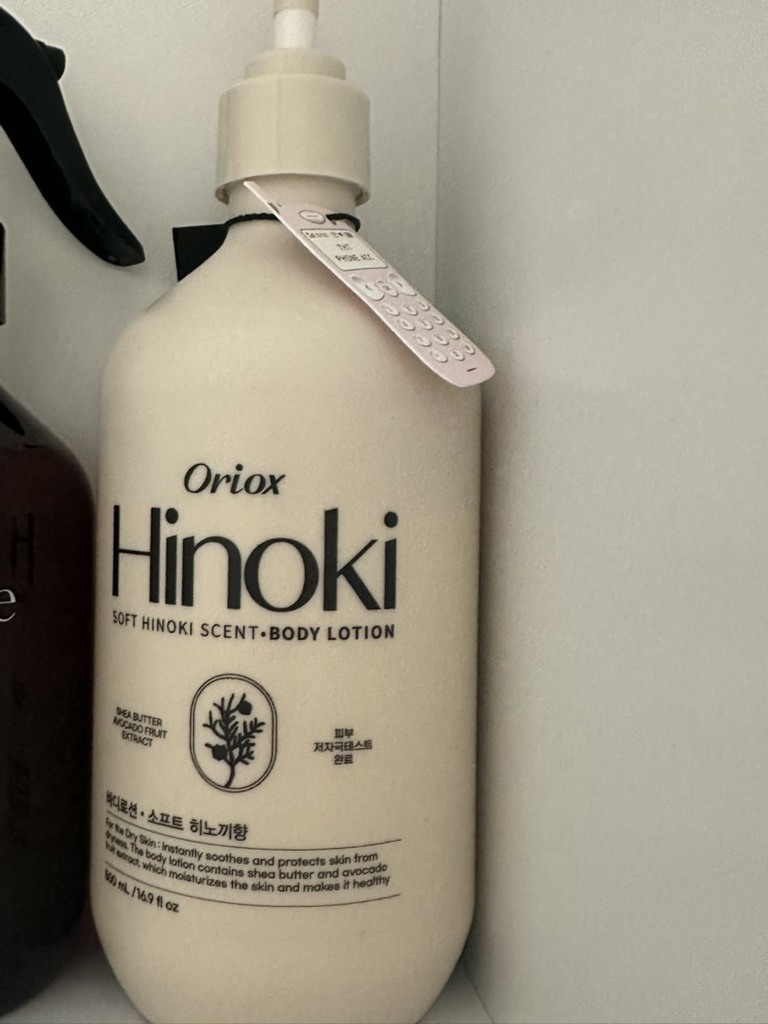 THT
PHONE ACC
Oriox
Hinoki
SOFT HINOKI SCENT•BODY LOTION
SHEA BUTTER
AVOCADO FRUIT
EXTRACT
피부
저자극테스트
완료
바디로션 • 소프트 히노끼향
For the Dry Skin : Instantly soothes and protects skin from
dryness. The body lotion contains shea butter and avocado
fruit extract, which moisturizes the skin and makes it healthy
500 mL / 16.9 fl oz
H
e